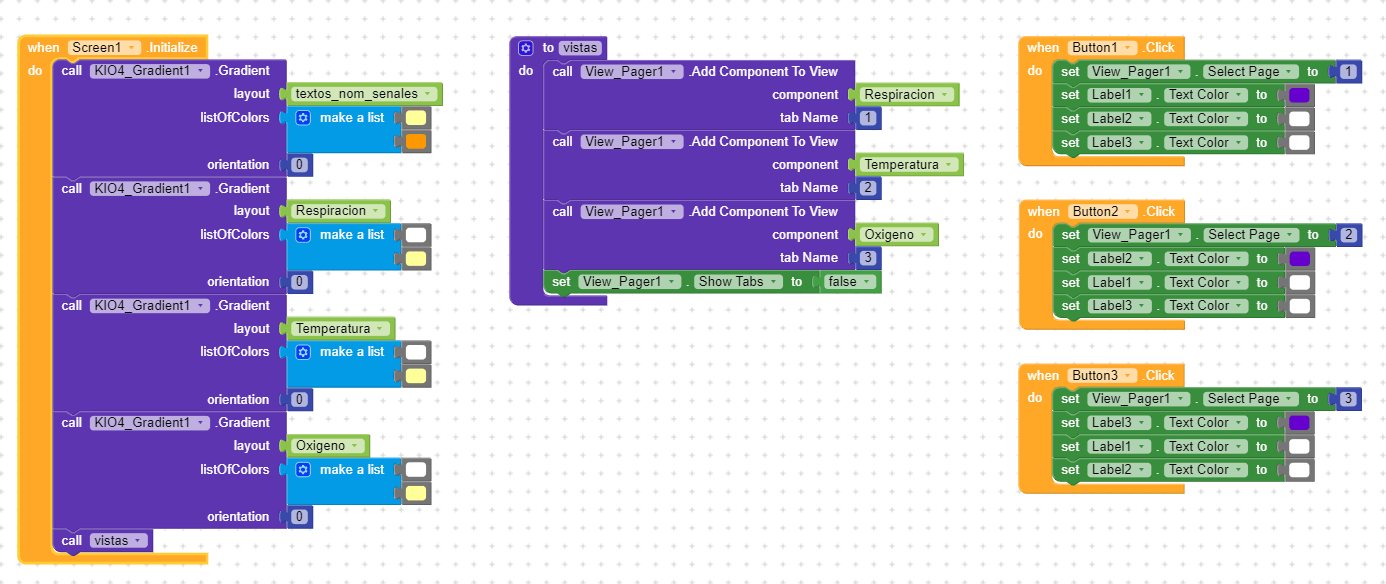 when Screen1 .Initialize
do call KIO4_Gradient1 .Gradient
layout textos_nom_senales
listOfColors make a list
orientation 0
call KIO4_Gradient1 .Gradient
layout Respiracion
listOfColors make a list
orientation 0
call KIO4_Gradient1 .Gradient
layout Temperatura
listOfColors make a list
orientation 0
call KIO4_Gradient1 .Gradient
layout Oxigeno
listOfColors make a list
orientation 0
call vistas
to vistas
do call View_Pager1 .Add Component To View
component Respiracion
tab Name 1
call View_Pager1 .Add Component To View
component Temperatura
tab Name 2
call View_Pager1 .Add Component To View
component Oxigeno
tab Name 3
set View_Pager1 . Show Tabs to false
when Button1 .Click
do set View_Pager1 . Select Page to 1
set Label1 . Text Color to
set Label2 . Text Color to
set Label3 . Text Color to
when Button2 .Click
do set View_Pager1 . Select Page to 2
set Label2 . Text Color to
set Label1 . Text Color to
set Label3 . Text Color to
when Button3 .Click
do set View_Pager1 . Select Page to 3
set Label3 . Text Color to
set Label1 . Text Color to
set Label2 . Text Color to